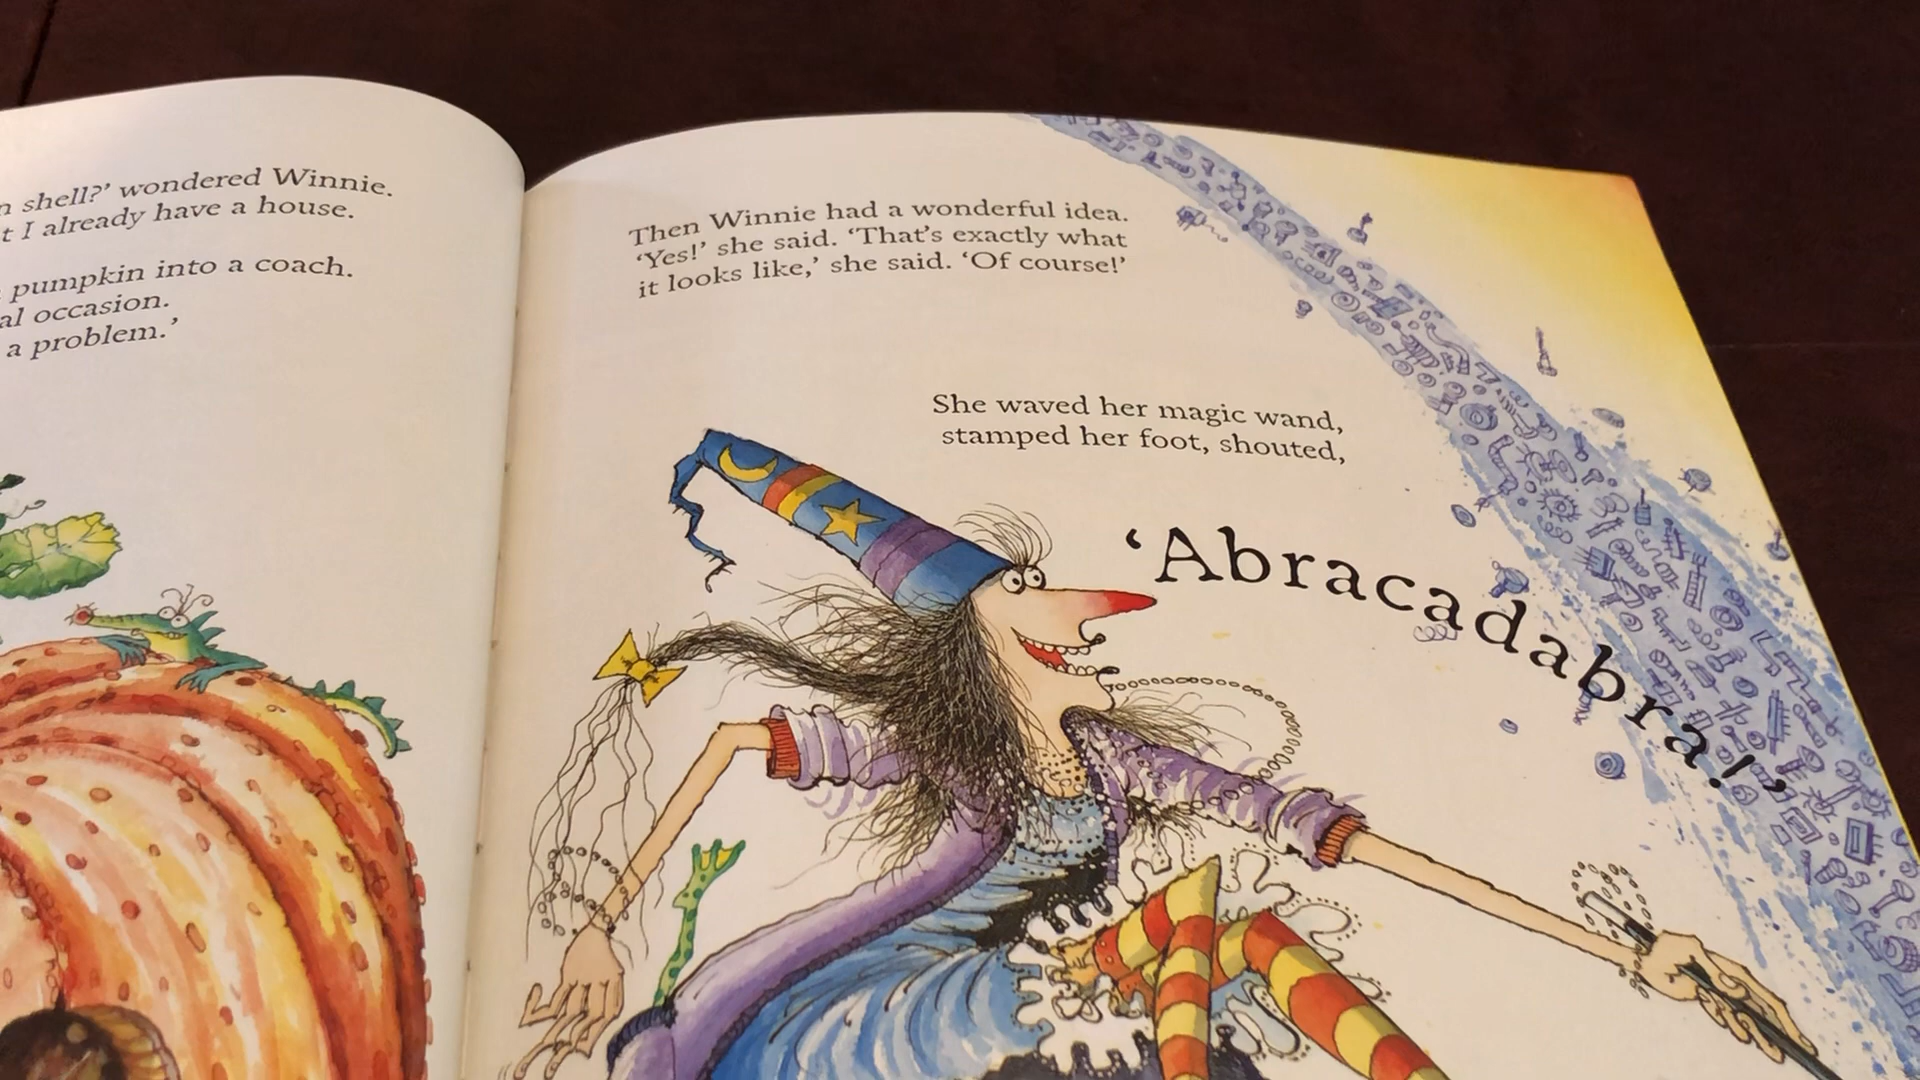 n shell?’ wondered Winnie.
t I already have a house.
pumpkin into a coach.
al occasion.
a problem.’
Then Winnie had a wonderful idea.
‘Yes!’ she said. ‘That’s exactly what
it looks like,’ she said. ‘Of course!’
She waved her magic wand,
stamped her foot, shouted,
‘Abracadabra!’